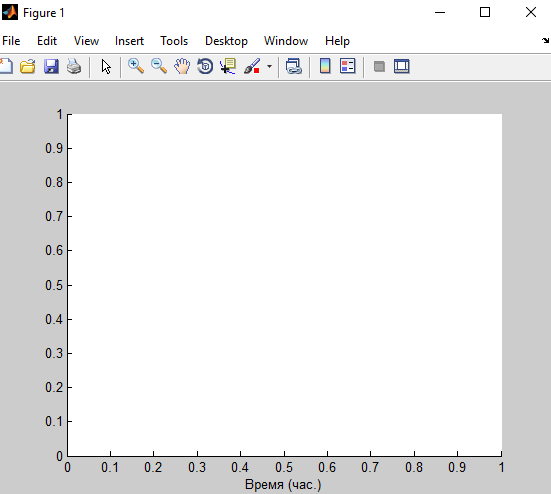 Figure 1
File Edit View Insert Tools Desktop Window Help
1
0.9
0.8
0.7
0.6
0.5
0.4
0.3
0.2
0.1
0
0 0.1 0.2 0.3 0.4 0.5 0.6 0.7 0.8 0.9 1
Время (час.)